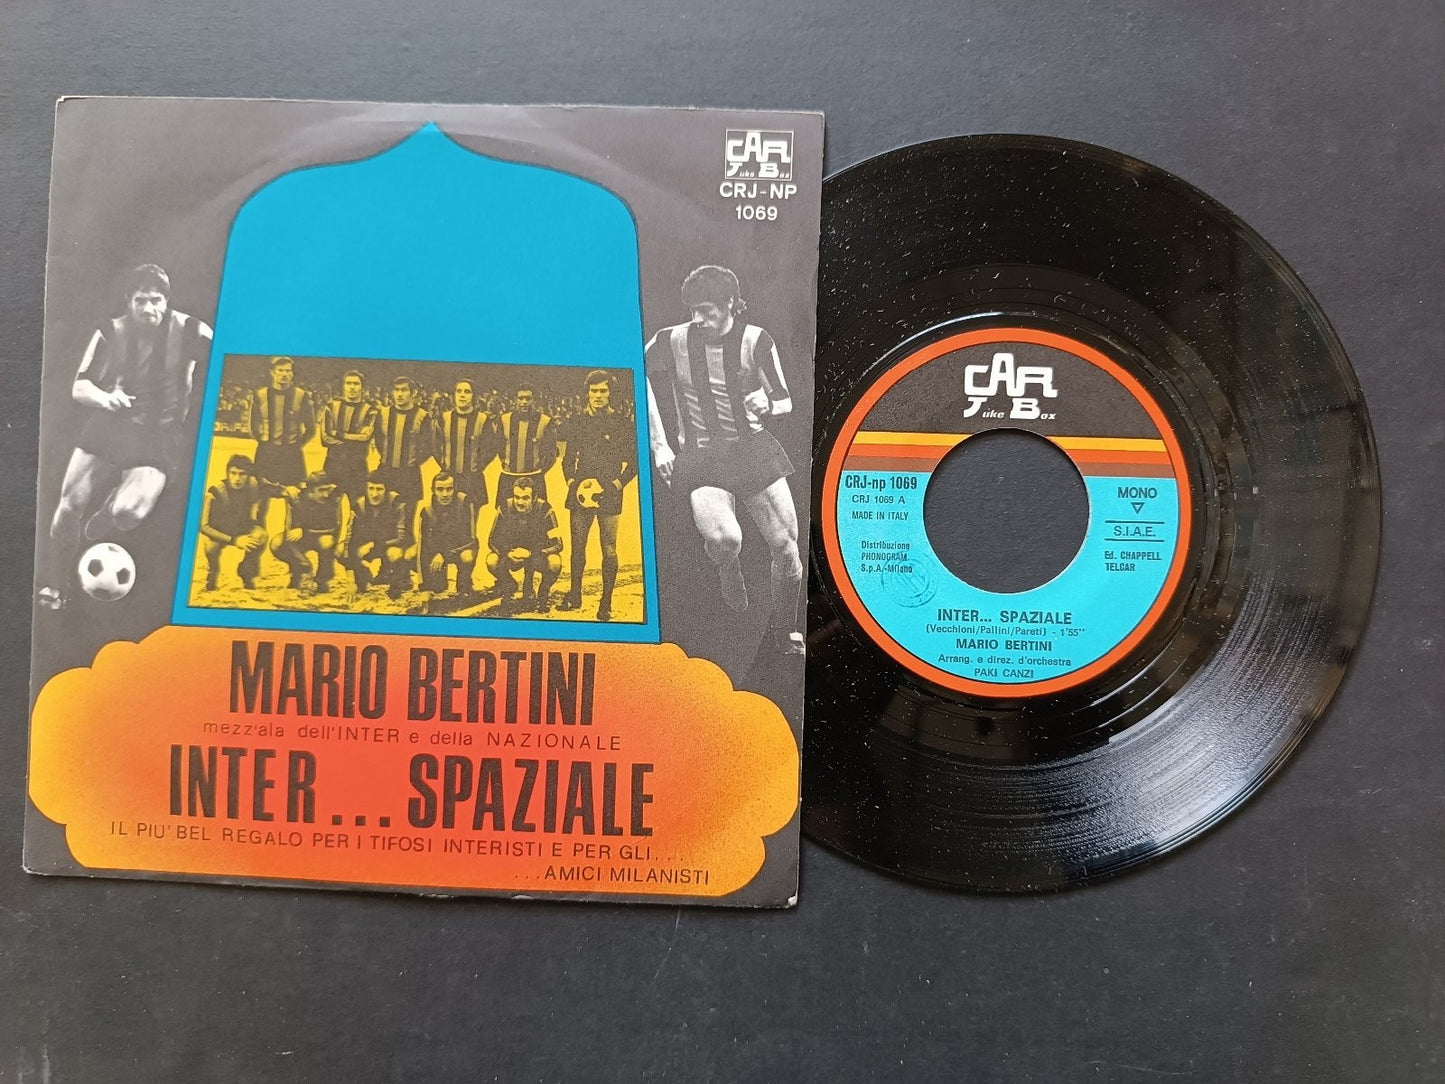 CAR
Juke Box
CRJ-NP
1069
MARIO BERTINI
mezz'ala dell'INTER e della NAZIONALE
INTER... SPAZIALE
IL PIU' BEL REGALO PER I TIFOSI INTERISTI E PER GLI...
...AMICI MILANISTI
CAR
Juke Box
CRJ-np 1069
CRJ 1069 A
MADE IN ITALY
MONO
S.I.A.E.
Distribuzione
PHONOGRAM
S.p.A.-Milano
Ed. CHAPPELL
TELCAR
INTER... SPAZIALE
(Vecchioni/Pallini/Pareti) - 1'55"
MARIO BERTINI
Arrang. e direz. d'orchestra
PAKI CANZI